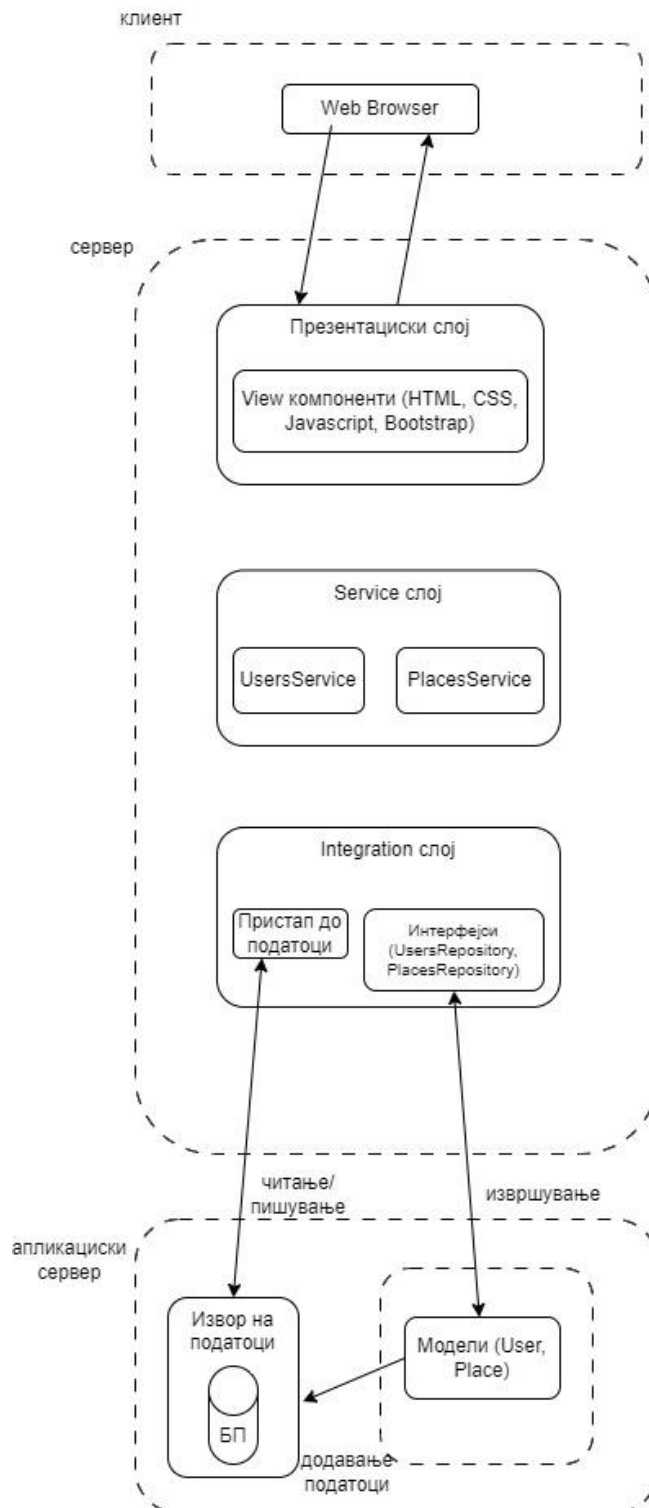 клиент
Web Browser
сервер
Презентациски слој
View компоненти (HTML, CSS,
Javascript, Bootstrap)
Service слој
UsersService
PlacesService
Integration слој
Пристап до
податоци
Интерфејси
(UsersRepository,
PlacesRepository)
читање/
пишување
извршување
апликациски
сервер
Извор на
податоци
БП
Модели (User,
Place)
додавање
податоци